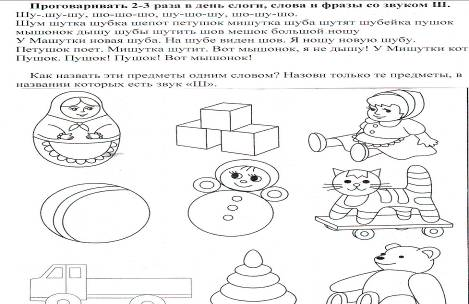 Проговаривать 2-3 раза в день слоги, слова и фразы со звуком Ш.
Шу-.шу-шу, шо-шо-шо, шу-шо-шу, шо-шу-шо.
Шум шутка шубка шепот петушок мишутка шуба шутят шубейка пушок
мышонок дышу шубы шутить шов мешок большой ношу
У Машутки новая шуба. На шубе виден шов. Я ношу новую шубу.
Петушок поет. Мишутка шутит. Вот мышонок, я не дышу! У Мишутки кот
Пушок. Пушок! Пушок! Вот мышонок!
Как назвать эти предметы одним словом? Назови только те предметы, в
названии которых есть звук «Ш».